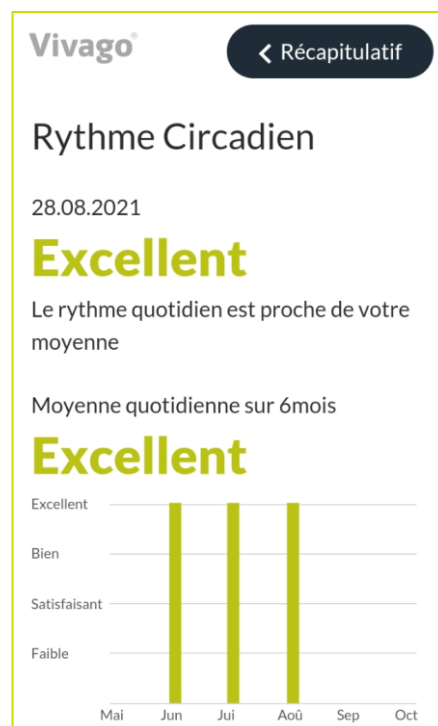 Vivago®
Récapitulatif
Rythme Circadien
28.08.2021
Excellent
Le rythme quotidien est proche de votre
moyenne
Moyenne quotidienne sur 6mois
Excellent
Excellent
Bien
Satisfaisant
Faible
Mai Jun Jui Aoû Sep Oct